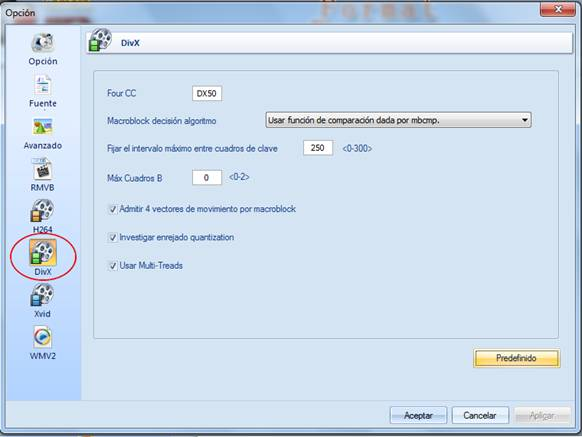 Format
Opción
Opción
Fuente
Avanzado
RMVB
H264
DivX
Xvid
WMV2
DivX
Four CC
DX50
Macroblock decisión algoritmo
Usar función de comparación dada por mbcmp.
Fijar el intervalo máximo entre cuadros de clave
250
<0-300>
Máx Cuadros B
0
<0-2>
Admitir 4 vectores de movimiento por macroblock
Investigar enrejado quantization
Usar Multi-Treads
Predefinido
Aceptar
Cancelar
Aplicar